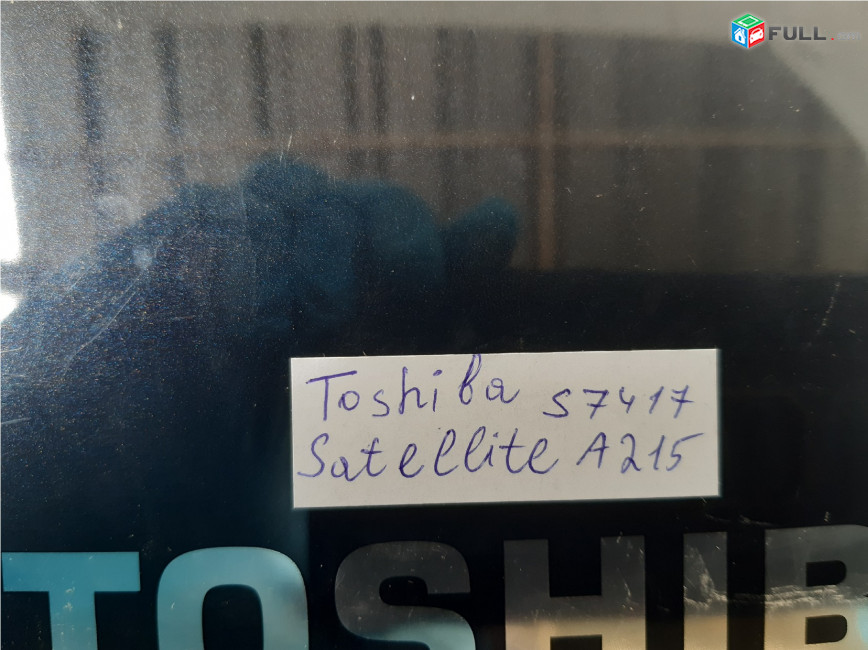 FULL.
Toshiba S7417
Satellite A215
TOSHIB